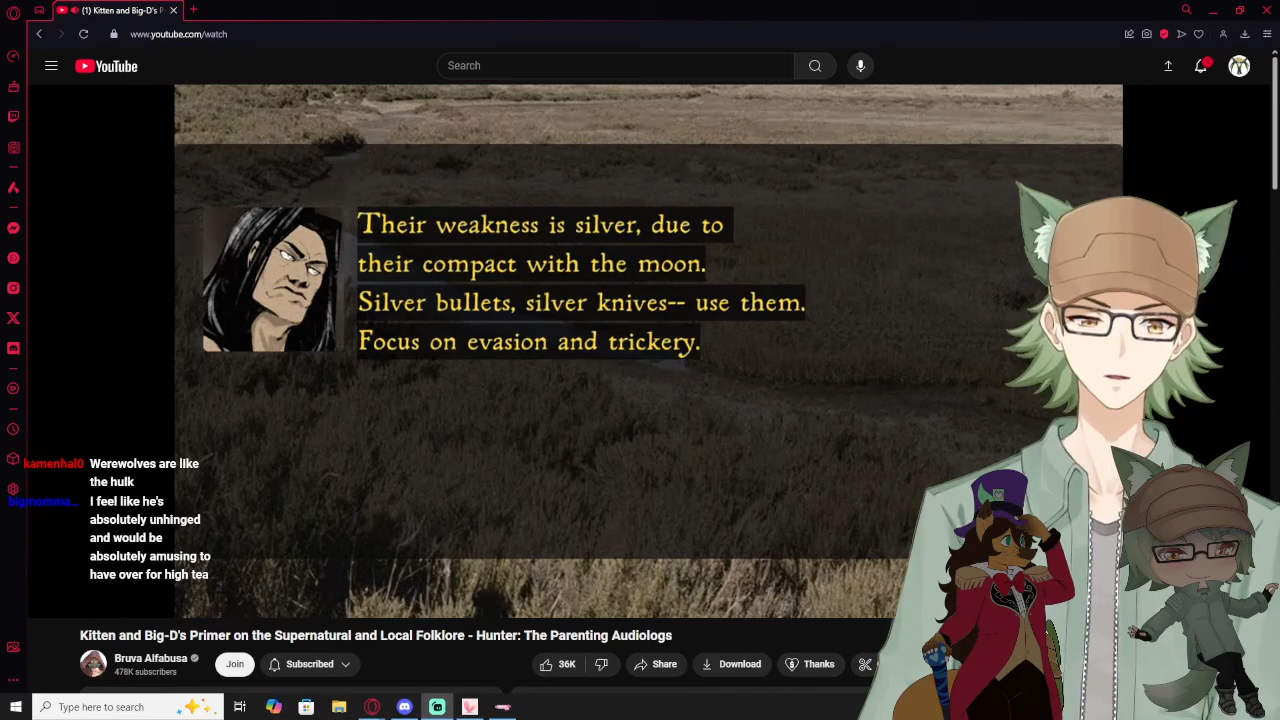 (1) Kitten and Big-D's P
www.youtube.com/watch
YouTube
Search
Their weakness is silver, due to
their compact with the moon.
Silver bullets, silver knives-- use them.
Focus on evasion and trickery.
kamenhal0 Werewolves are like
the hulk
bigmomma... I feel like he's
absolutely unhinged
and would be
absolutely amusing to
have over for high tea
Kitten and Big-D's Primer on the Supernatural and Local Folklore - Hunter: The Parenting Audiologs
Bruva Alfabusa
478K subscribers
Join
Subscribed
36K
Share
Download
Thanks
Type here to search